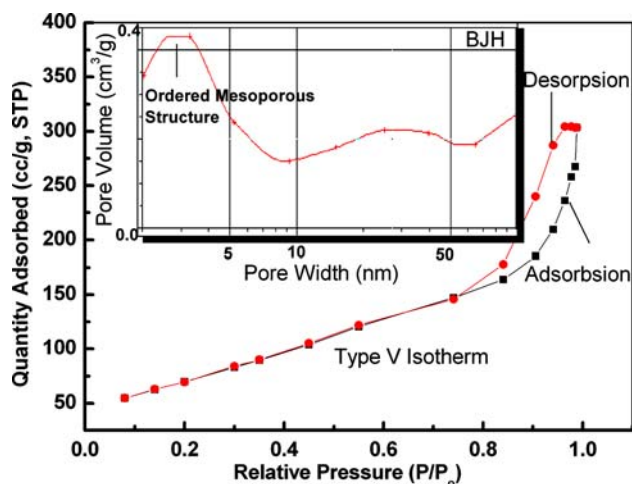 400
350
300
250
200
150
100
50
Quantity Adsorbed (cc/g, STP)
0.4
0.0
Pore Volume (cm³/g)
BJH
Ordered Mesoporous
Structure
5 10 50
Pore Width (nm)
Desorpsion
Adsorbsion
Type V Isotherm
0.0 0.2 0.4 0.6 0.8 1.0
Relative Pressure (P/P₀)